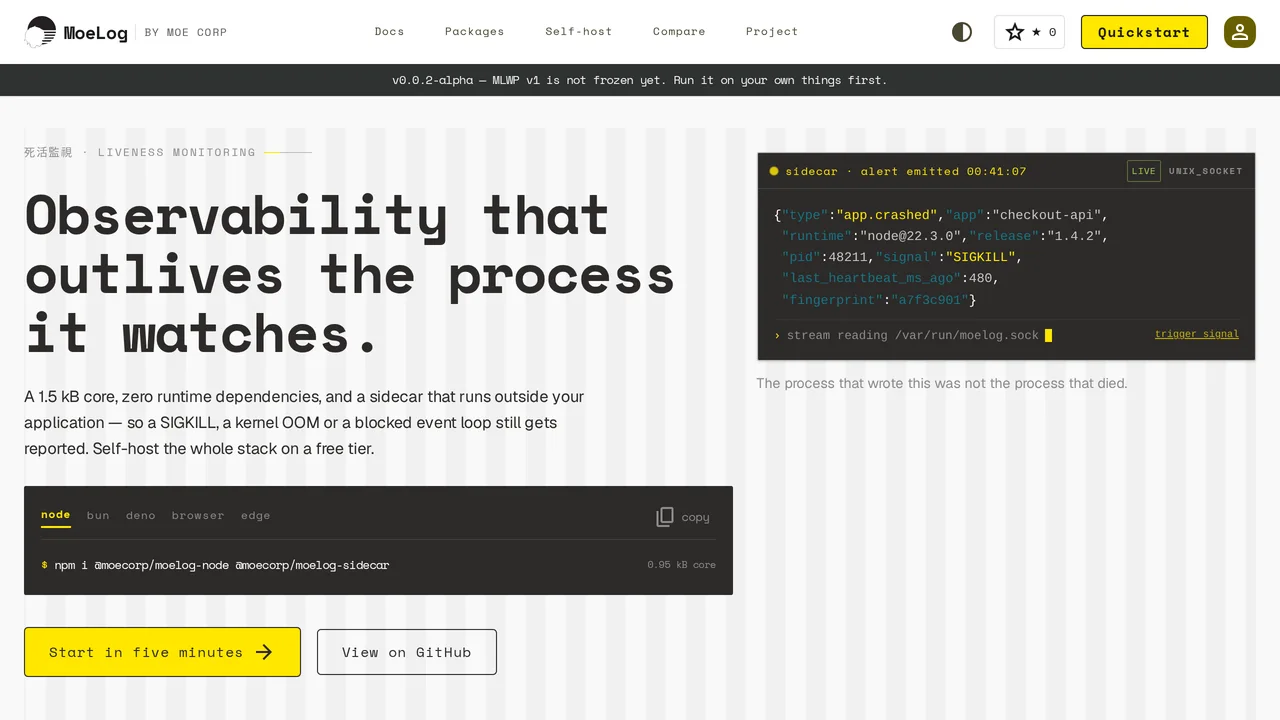 MoeLog BY MOE CORP
Docs Packages Self-host Compare Project
★ 0
Quickstart
v0.0.2-alpha — MLWP v1 is not frozen yet. Run it on your own things first.
死活監視 · LIVENESS MONITORING
Observability that
outlives the process
it watches.
A 1.5 kB core, zero runtime dependencies, and a sidecar that runs outside your
application — so a SIGKILL, a kernel OOM or a blocked event loop still gets
reported. Self-host the whole stack on a free tier.
node bun deno browser edge
copy
$ npm i @moecorp/moelog-node @moecorp/moelog-sidecar
0.95 kB core
Start in five minutes
View on GitHub
sidecar · alert emitted 00:41:07
LIVE UNIX_SOCKET
{"type":"app.crashed","app":"checkout-api",
"runtime":"node@22.3.0","release":"1.4.2",
"pid":48211,"signal":"SIGKILL",
"last_heartbeat_ms_ago":480,
"fingerprint":"a7f3c901"}
› stream reading /var/run/moelog.sock
trigger signal
The process that wrote this was not the process that died.